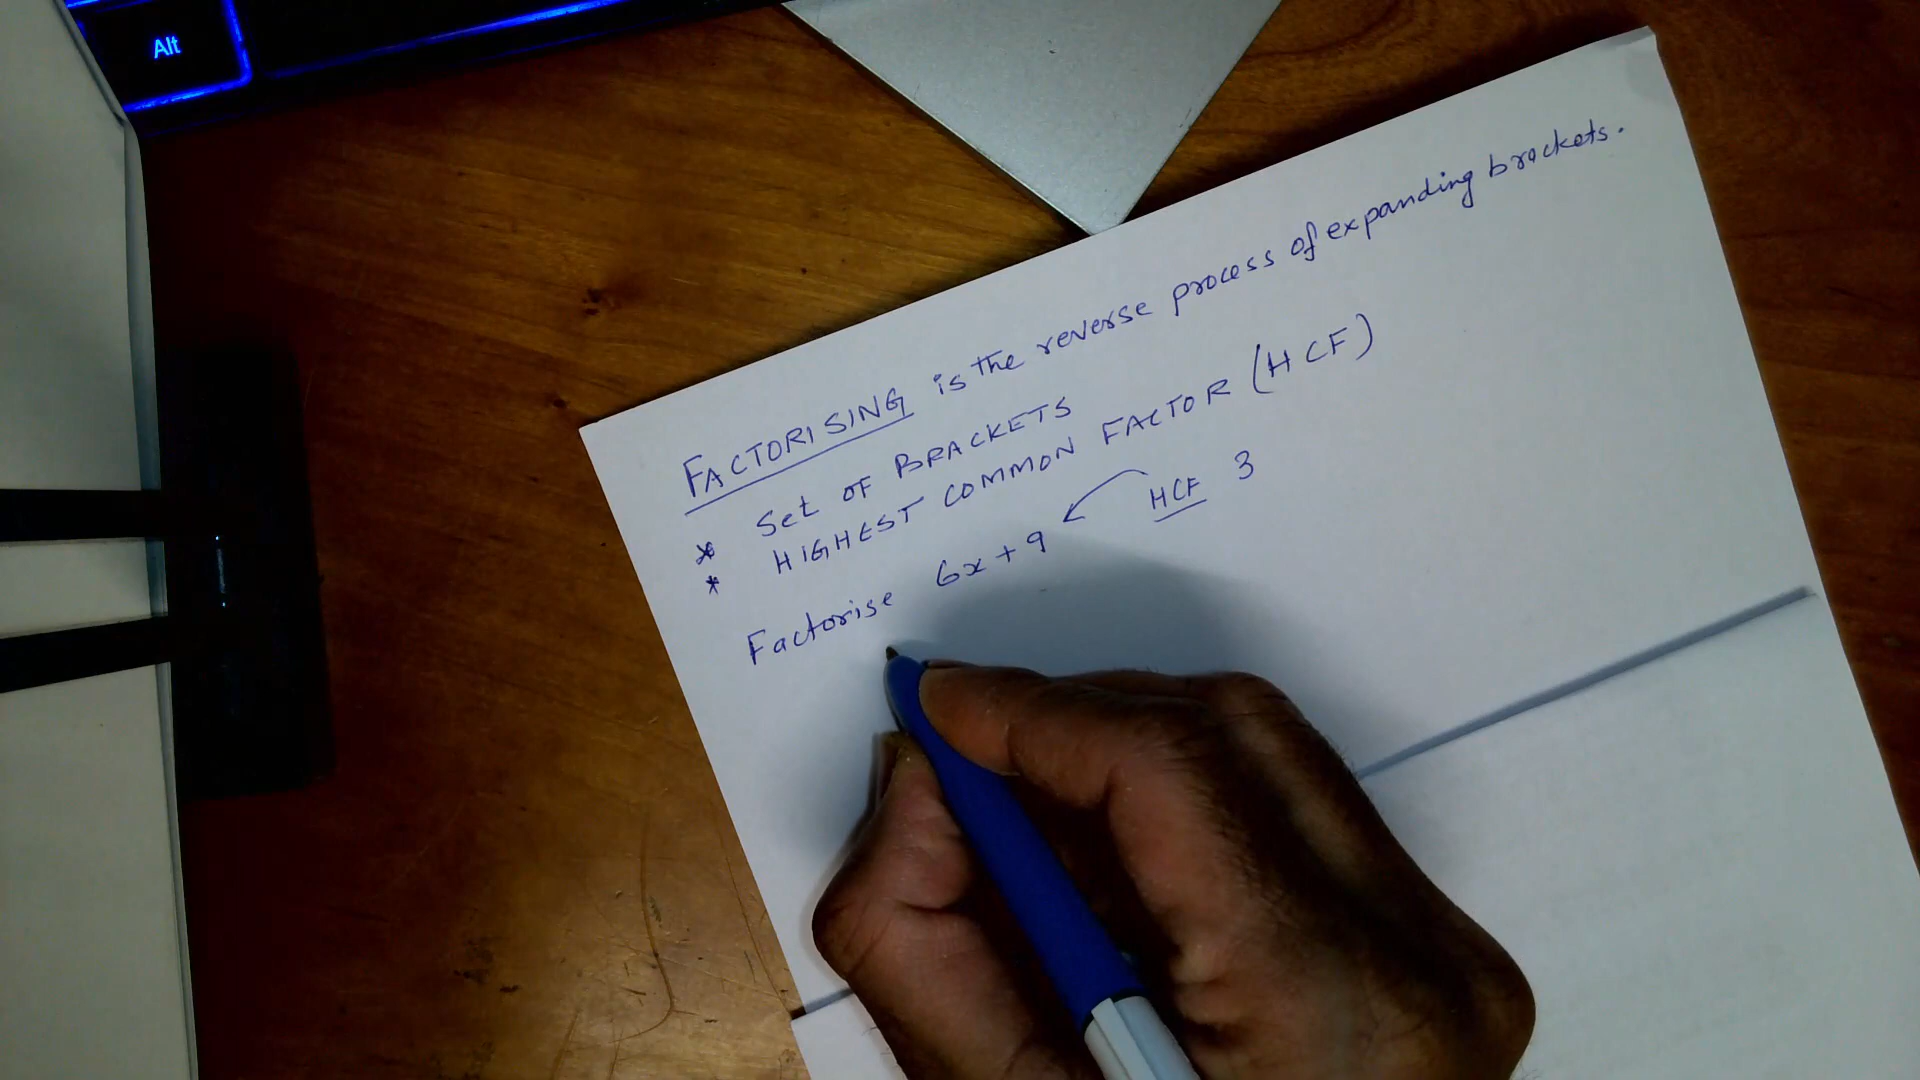 Alt
FACTORISING is the reverse process of expanding brackets.
* Set OF BRACKETS
* HIGHEST COMMON FACTOR (HCF)
HCF 3
Factorise 6x + 9